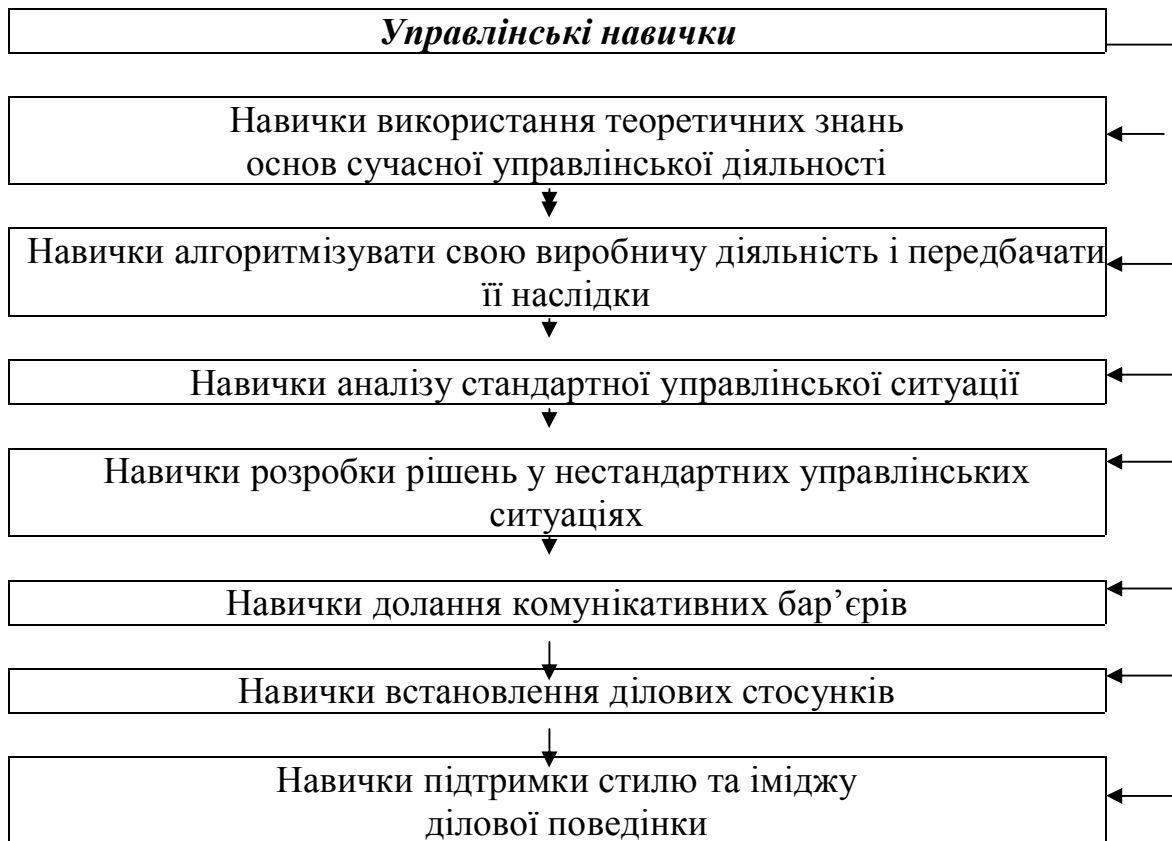 Управлінські навички
Навички використання теоретичних знань
основ сучасної управлінської діяльності
Навички алгоритмізувати свою виробничу діяльність і передбачати
її наслідки
Навички аналізу стандартної управлінської ситуації
Навички розробки рішень у нестандартних управлінських
ситуаціях
Навички долання комунікативних бар’єрів
Навички встановлення ділових стосунків
Навички підтримки стилю та іміджу
ділової поведінки